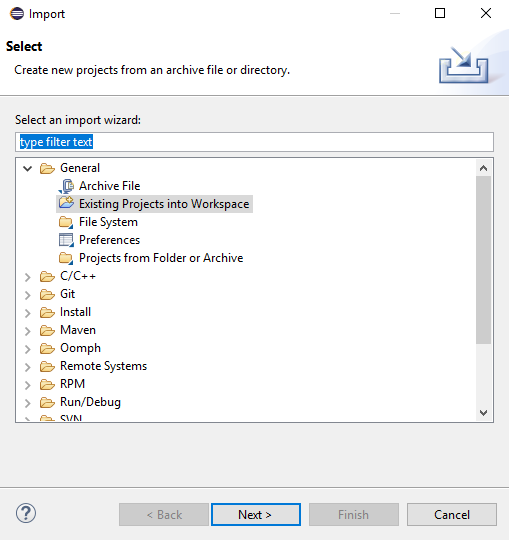 Import
Select
Create new projects from an archive file or directory.
Select an import wizard:
type filter text
General
Archive File
Existing Projects into Workspace
File System
Preferences
Projects from Folder or Archive
C/C++
Git
Install
Maven
Oomph
Remote Systems
RPM
Run/Debug
SVN
?
< Back
Next >
Finish
Cancel